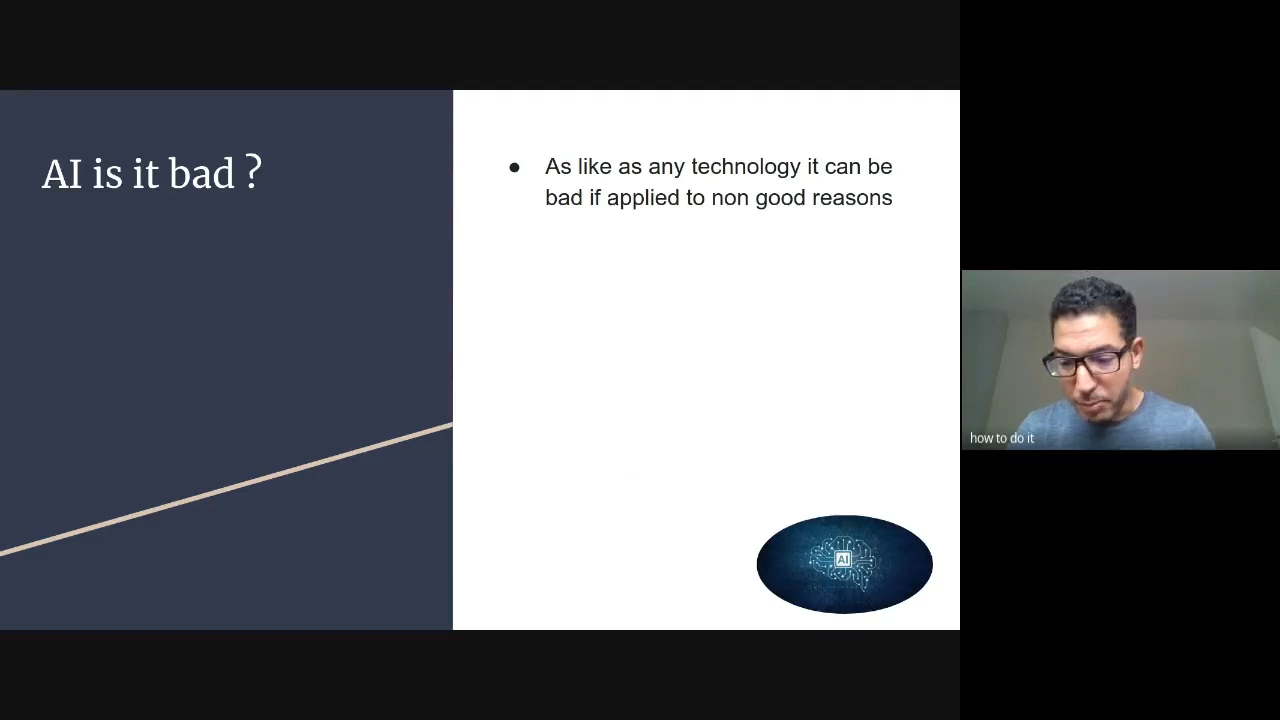 AI is it bad ?
● As like as any technology it can be
bad if applied to non good reasons
AI
how to do it